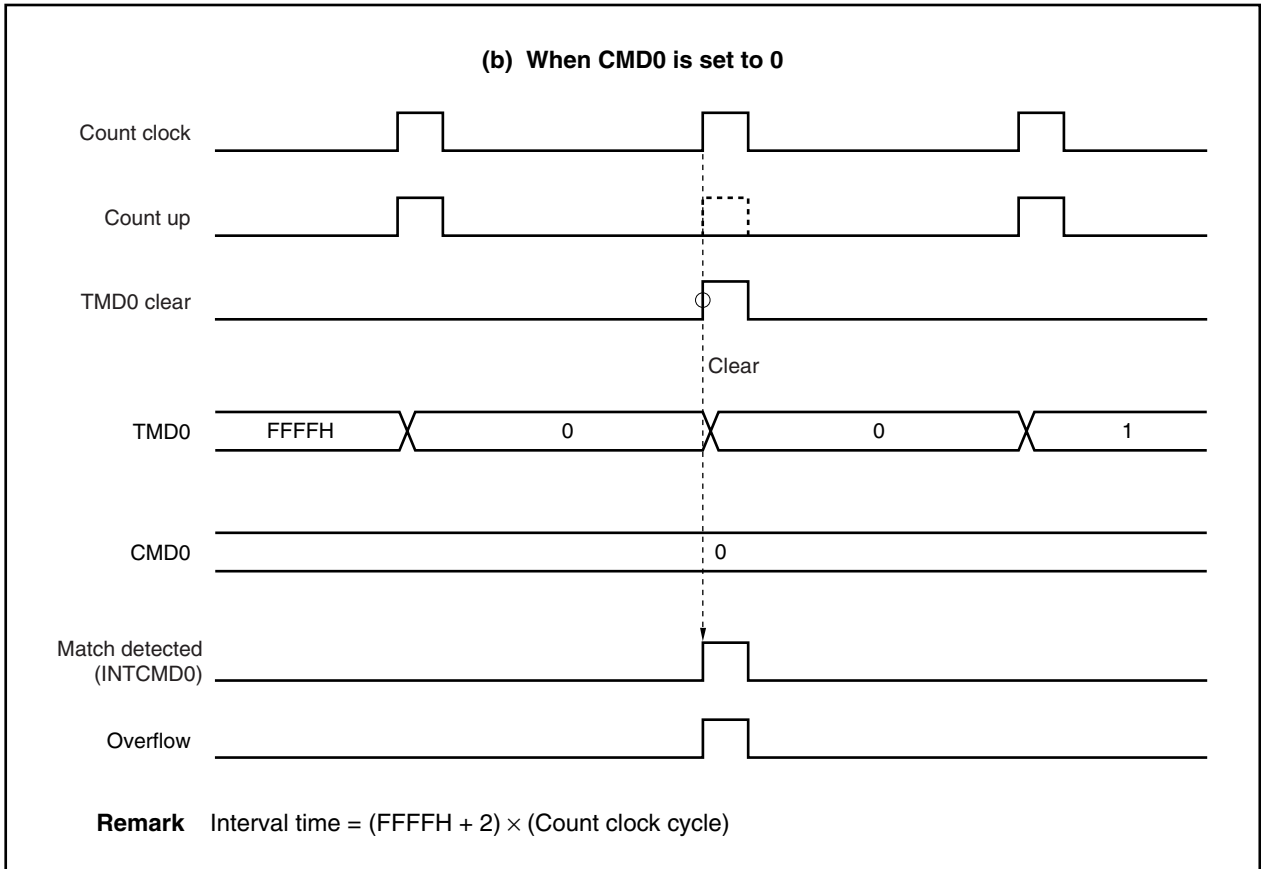 (b) When CMD0 is set to 0
Count clock
Count up
TMD0 clear
Clear
TMD0 FFFFH 0 0 1
CMD0 0
Match detected
(INTCMD0)
Overflow
Remark Interval time = (FFFFH + 2) × (Count clock cycle)